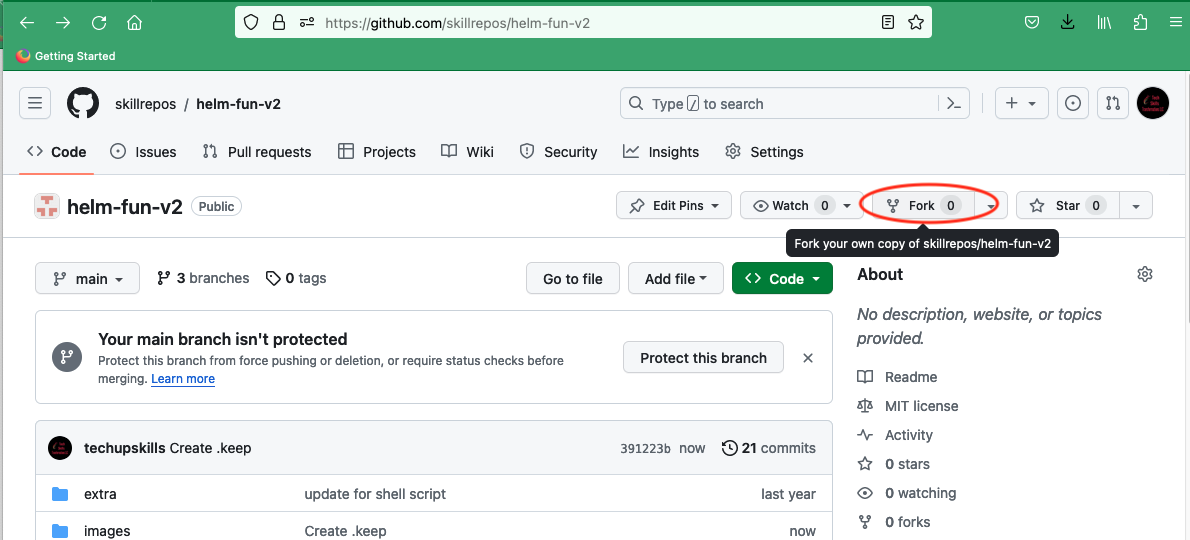 https://github.com/skillrepos/helm-fun-v2
Getting Started
skillrepos / helm-fun-v2
Type / to search
Code Issues Pull requests Projects Wiki Security Insights Settings
helm-fun-v2 Public
Edit Pins Watch 0 Fork 0 Star 0
Fork your own copy of skillrepos/helm-fun-v2
main 3 branches 0 tags Go to file Add file Code
About
Your main branch isn't protected
Protect this branch from force pushing or deletion, or require status checks before
merging. Learn more
Protect this branch
No description, website, or topics
provided.
Readme
MIT license
Activity
0 stars
0 watching
0 forks
techupskills Create .keep 391223b now 21 commits
extra update for shell script last year
images Create .keep now